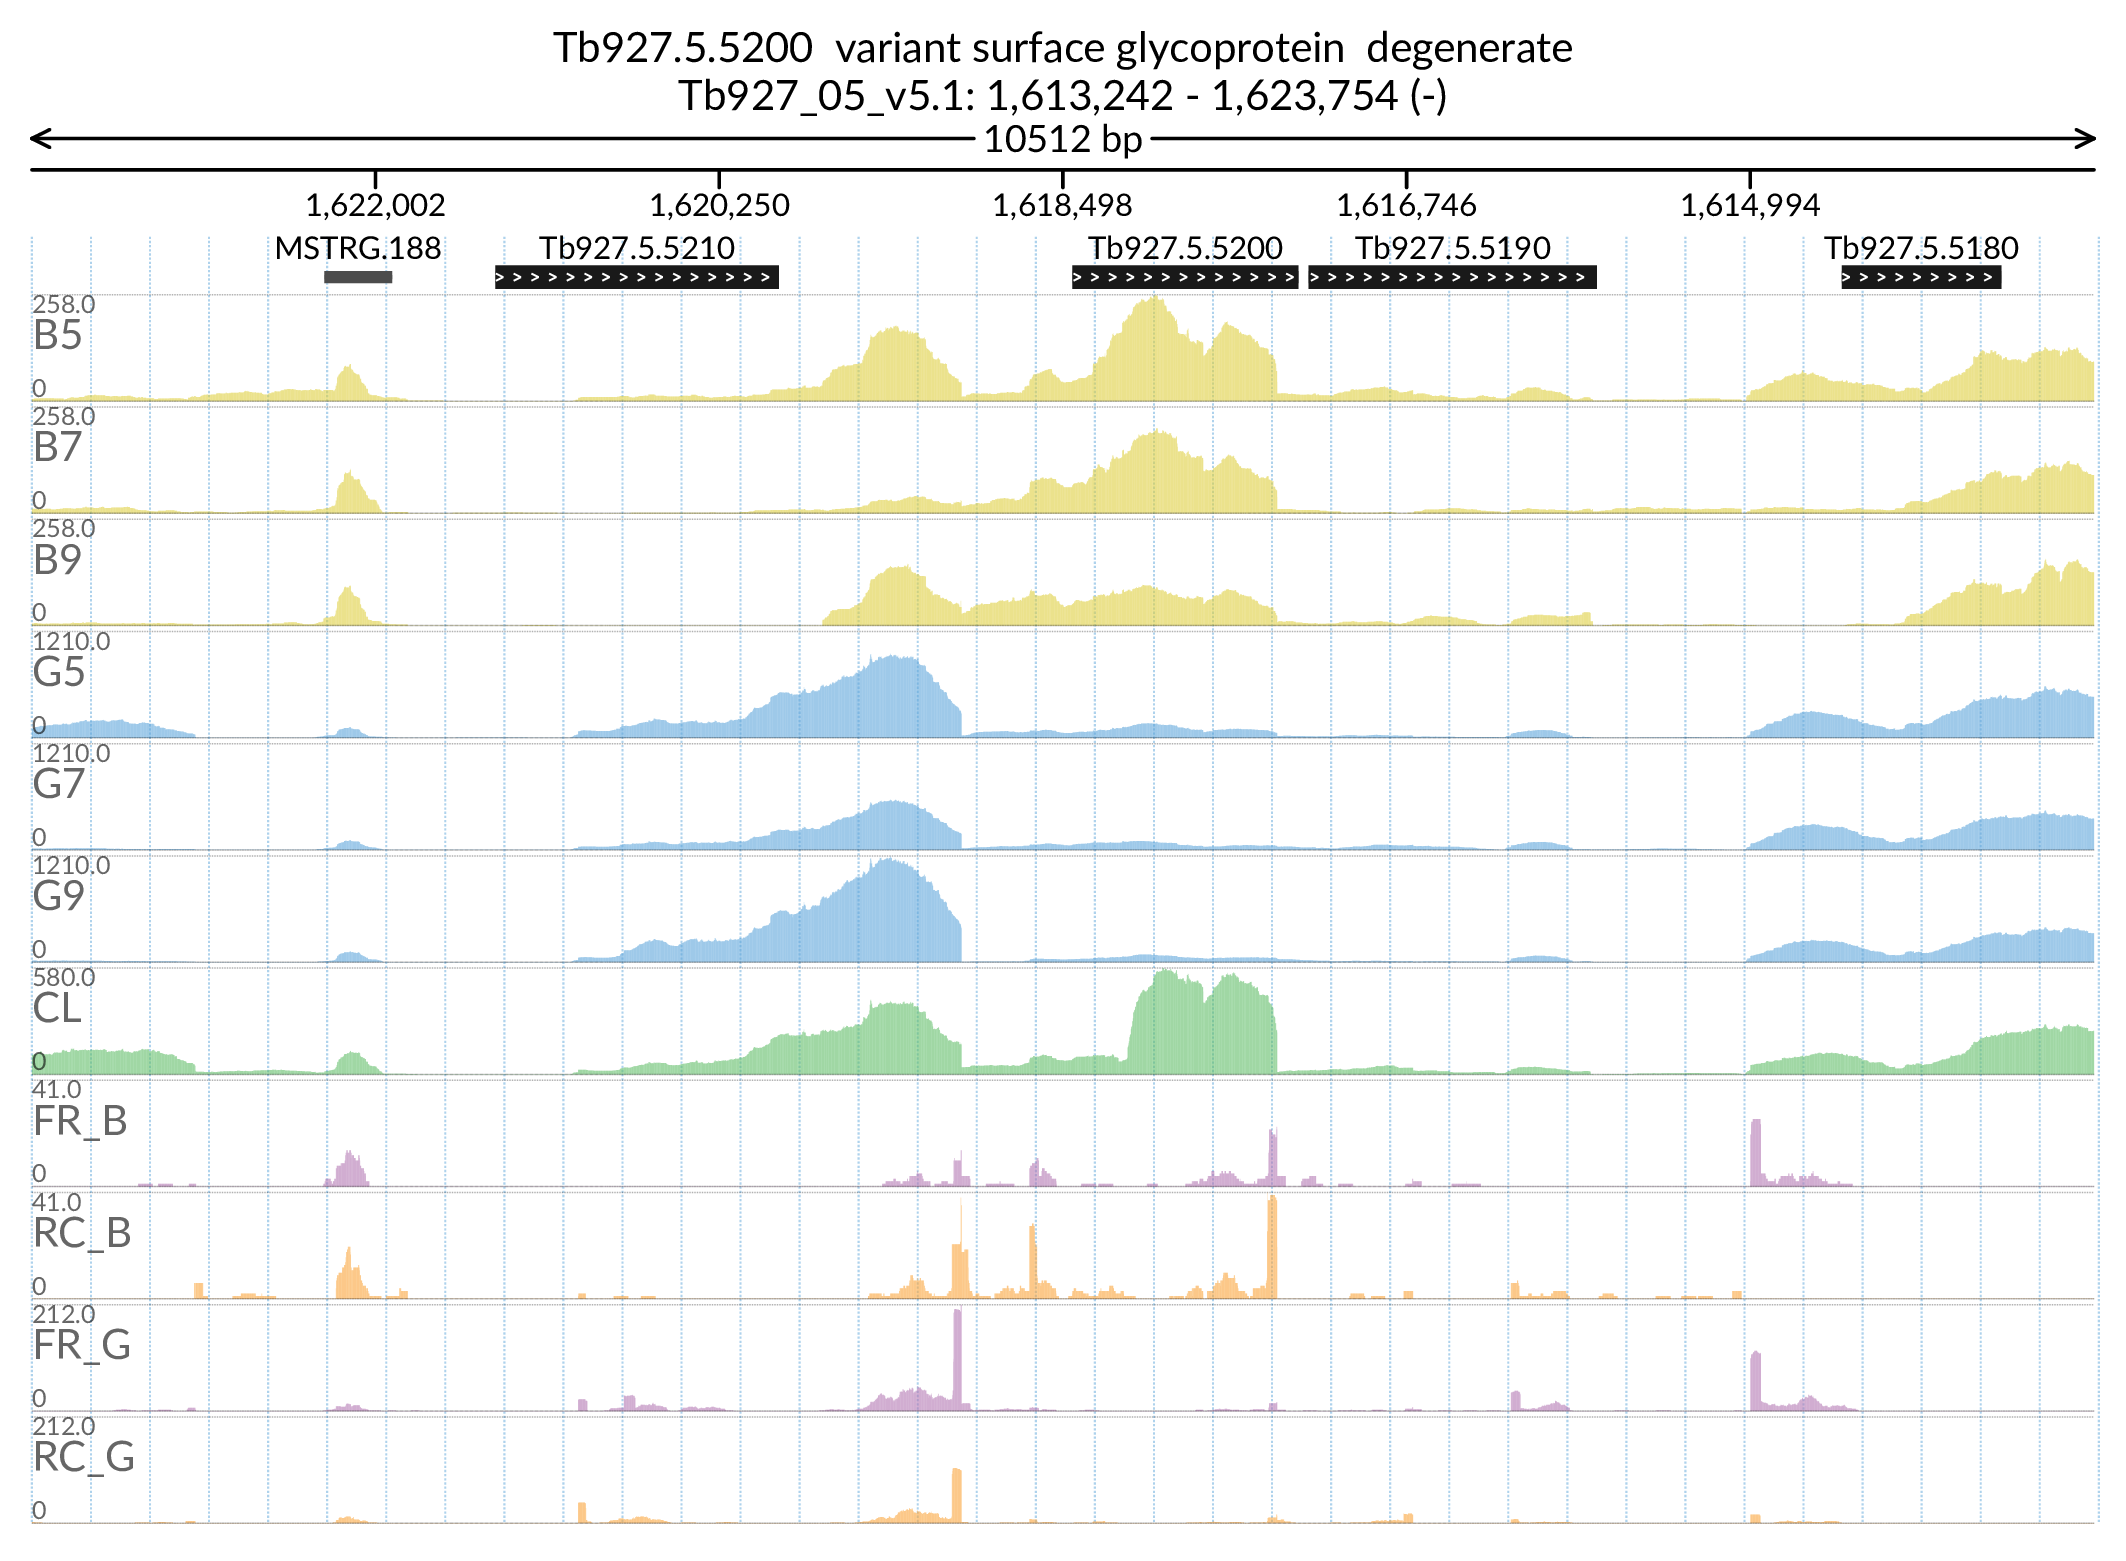 Tb927.5.5200  variant surface glycoprotein  degenerate
Tb927_05_v5.1: 1,613,242 - 1,623,754 (-)
10512 bp
1,622,002 1,620,250 1,618,498 1,616,746 1,614,994
MSTRG.188 Tb927.5.5210 Tb927.5.5200 Tb927.5.5190 Tb927.5.5180
258.0
B5
0
258.0
B7
0
258.0
B9
0
1210.0
G5
0
1210.0
G7
0
1210.0
G9
0
580.0
CL
0
41.0
FR_B
0
41.0
RC_B
0
212.0
FR_G
0
212.0
RC_G
0